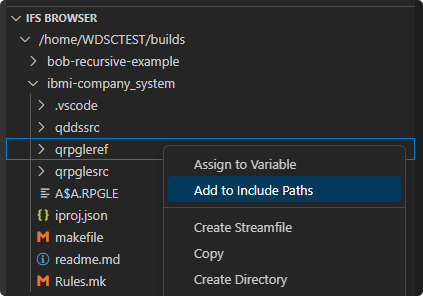 IFS BROWSER
/home/WDSCTEST/builds
bob-recursive-example
ibmi-company_system
.vscode
qddssrc
qrpgleref
qrpglesrc
A$A.RPGLE
iproj.json
makefile
readme.md
Rules.mk
Assign to Variable
Add to Include Paths
Create Streamfile
Copy
Create Directory